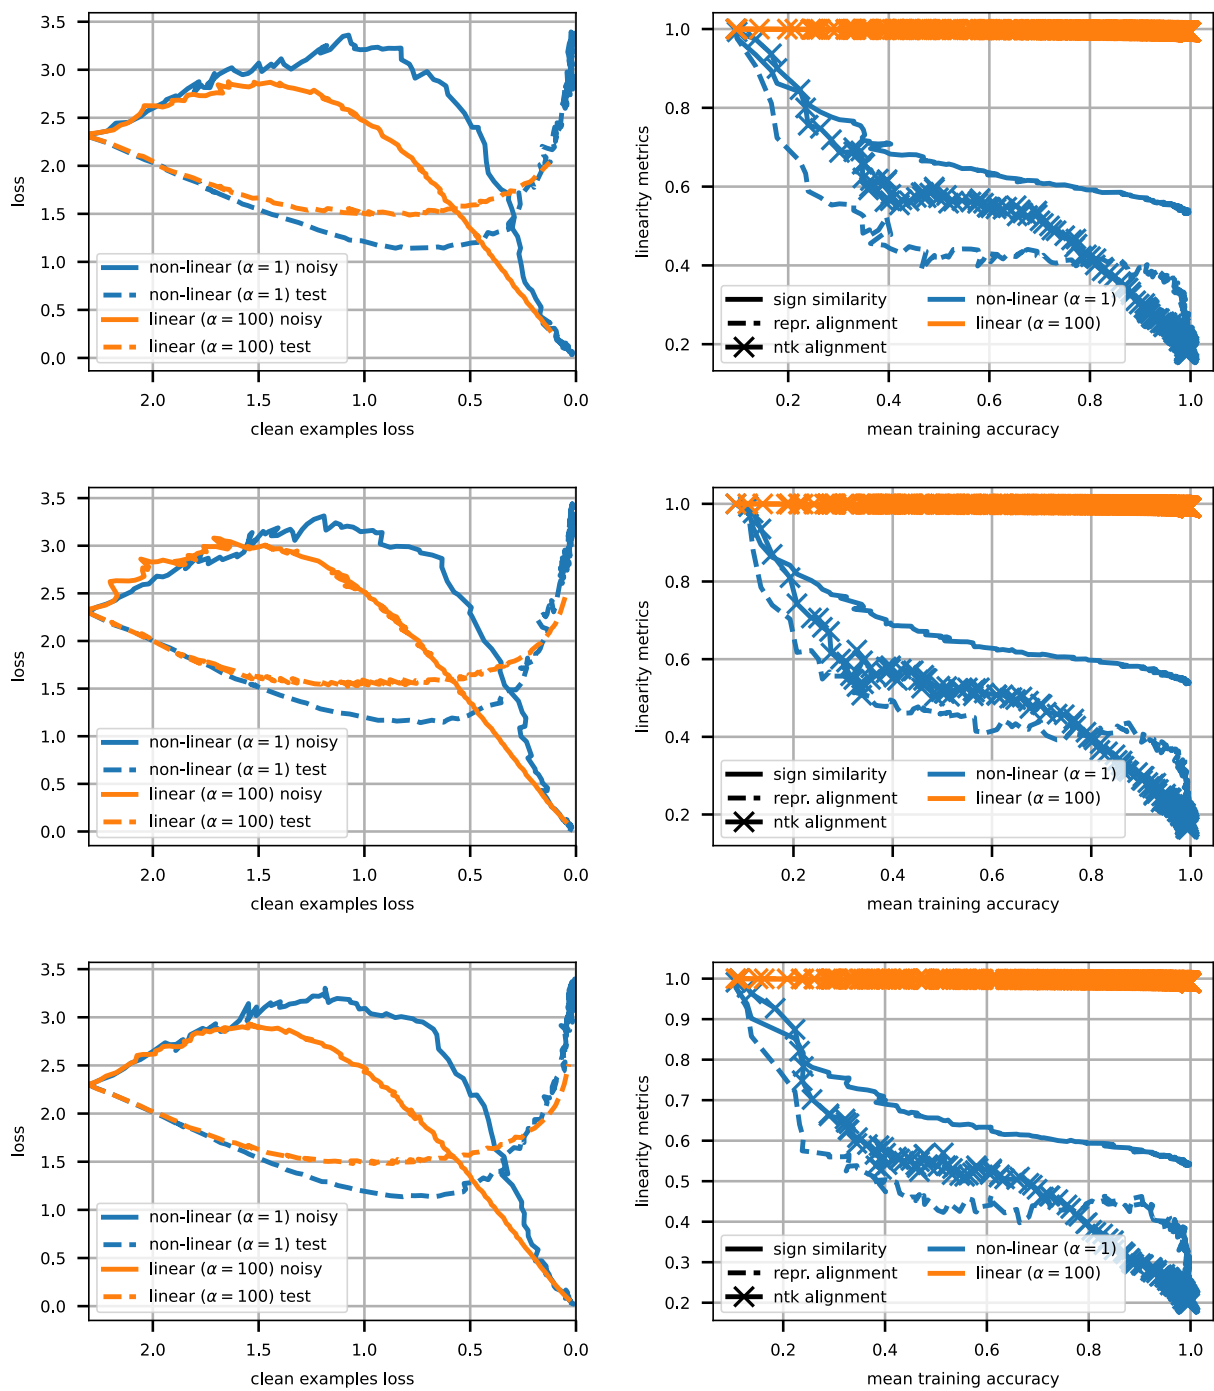 3.5
3.0
2.5
2.0
1.5
1.0
0.5
0.0
loss
non-linear (α = 1) noisy
non-linear (α = 1) test
linear (α = 100) noisy
linear (α = 100) test
2.0 1.5 1.0 0.5 0.0
clean examples loss
1.0
0.8
0.6
0.4
0.2
linearity metrics
sign similarity
repr. alignment
ntk alignment
non-linear (α = 1)
linear (α = 100)
0.2 0.4 0.6 0.8 1.0
mean training accuracy
3.5
3.0
2.5
2.0
1.5
1.0
0.5
0.0
loss
non-linear (α = 1) noisy
non-linear (α = 1) test
linear (α = 100) noisy
linear (α = 100) test
2.0 1.5 1.0 0.5 0.0
clean examples loss
1.0
0.8
0.6
0.4
0.2
linearity metrics
sign similarity
repr. alignment
ntk alignment
non-linear (α = 1)
linear (α = 100)
0.2 0.4 0.6 0.8 1.0
mean training accuracy
3.5
3.0
2.5
2.0
1.5
1.0
0.5
0.0
loss
non-linear (α = 1) noisy
non-linear (α = 1) test
linear (α = 100) noisy
linear (α = 100) test
2.0 1.5 1.0 0.5 0.0
clean examples loss
1.0
0.9
0.8
0.7
0.6
0.5
0.4
0.3
0.2
linearity metrics
sign similarity
repr. alignment
ntk alignment
non-linear (α = 1)
linear (α = 100)
0.2 0.4 0.6 0.8 1.0
mean training accuracy